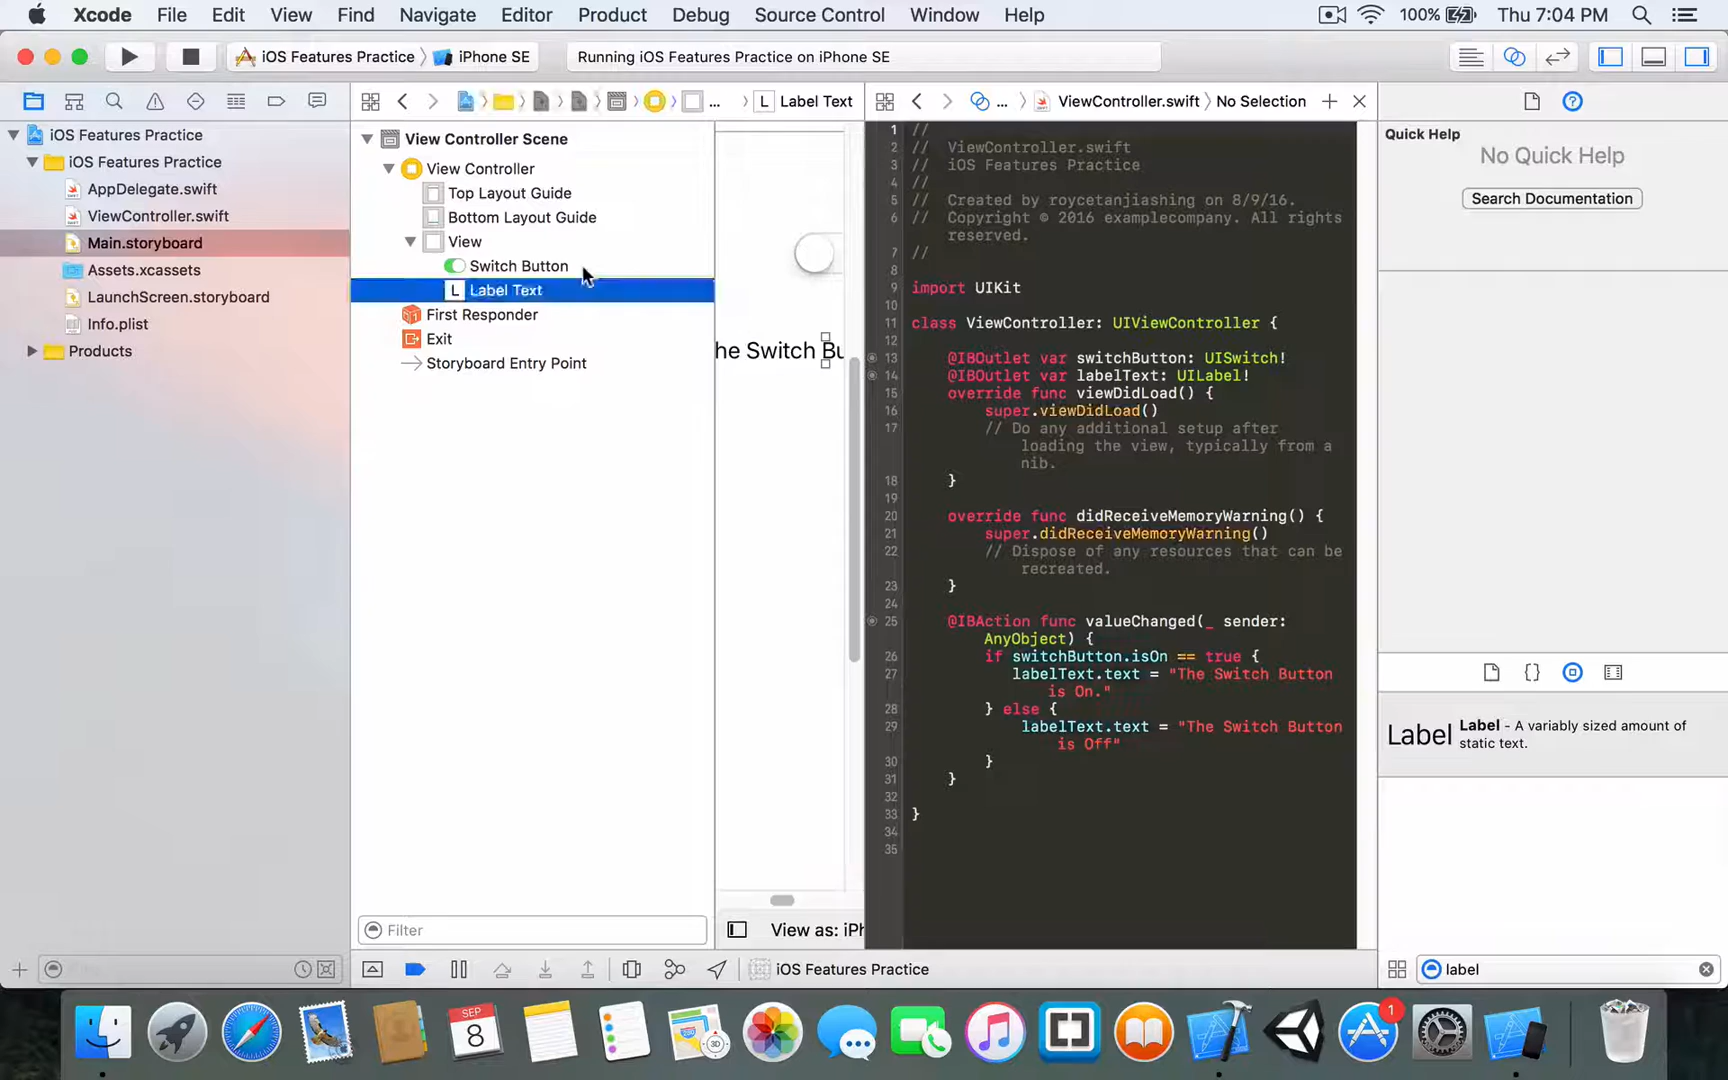 Xcode File Edit View Find Navigate Editor Product Debug Source Control Window Help 100% Thu 7:04 PM
iOS Features Practice iPhone SE Running iOS Features Practice on iPhone SE
... L Label Text ... ViewController.swift No Selection
iOS Features Practice
iOS Features Practice
AppDelegate.swift
ViewController.swift
Main.storyboard
Assets.xcassets
LaunchScreen.storyboard
Info.plist
Products
View Controller Scene
View Controller
Top Layout Guide
Bottom Layout Guide
View
Switch Button
L Label Text
First Responder
Exit
Storyboard Entry Point
Filter
he Switch Bu
View as: iPh
1 //
2 // ViewController.swift
3 // iOS Features Practice
4 //
5 // Created by roycetanjiashing on 8/9/16.
6 // Copyright © 2016 examplecompany. All rights
reserved.
7 //
8
9 import UIKit
10
11 class ViewController: UIViewController {
12
13 @IBOutlet var switchButton: UISwitch!
14 @IBOutlet var labelText: UILabel!
15 override func viewDidLoad() {
16 super.viewDidLoad()
17 // Do any additional setup after
loading the view, typically from a
nib.
18 }
19
20 override func didReceiveMemoryWarning() {
21 super.didReceiveMemoryWarning()
22 // Dispose of any resources that can be
recreated.
23 }
24
25 @IBAction func valueChanged(_ sender:
AnyObject) {
26 if switchButton.isOn == true {
27 labelText.text = "The Switch Button
is On."
28 } else {
29 labelText.text = "The Switch Button
is Off"
30 }
31 }
32
33 }
34
35
Quick Help
No Quick Help
Search Documentation
{}
Label Label - A variably sized amount of
static text.
iOS Features Practice
label
SEP
8
3D
1